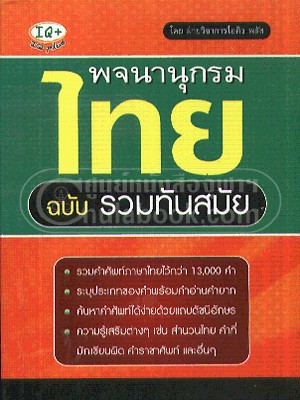 IQ+
โดย ฝ่ายวิชาการไอคิว พลัส
พจนานุกรม
ไทย
ฉบับ รวมทันสมัย
• รวมคำศัพท์ภาษาไทยไว้กว่า 13,000 คำ
• ระบุประเภทของคำพร้อมคำอ่านคำยาก
• ค้นหาคำศัพท์ได้ง่ายด้วยแถบดัชนีอักษร
• ความรู้เสริมต่างๆ เช่น สำนวนไทย คำที่
มักเขียนผิด คำราชาศัพท์ และอื่นๆ